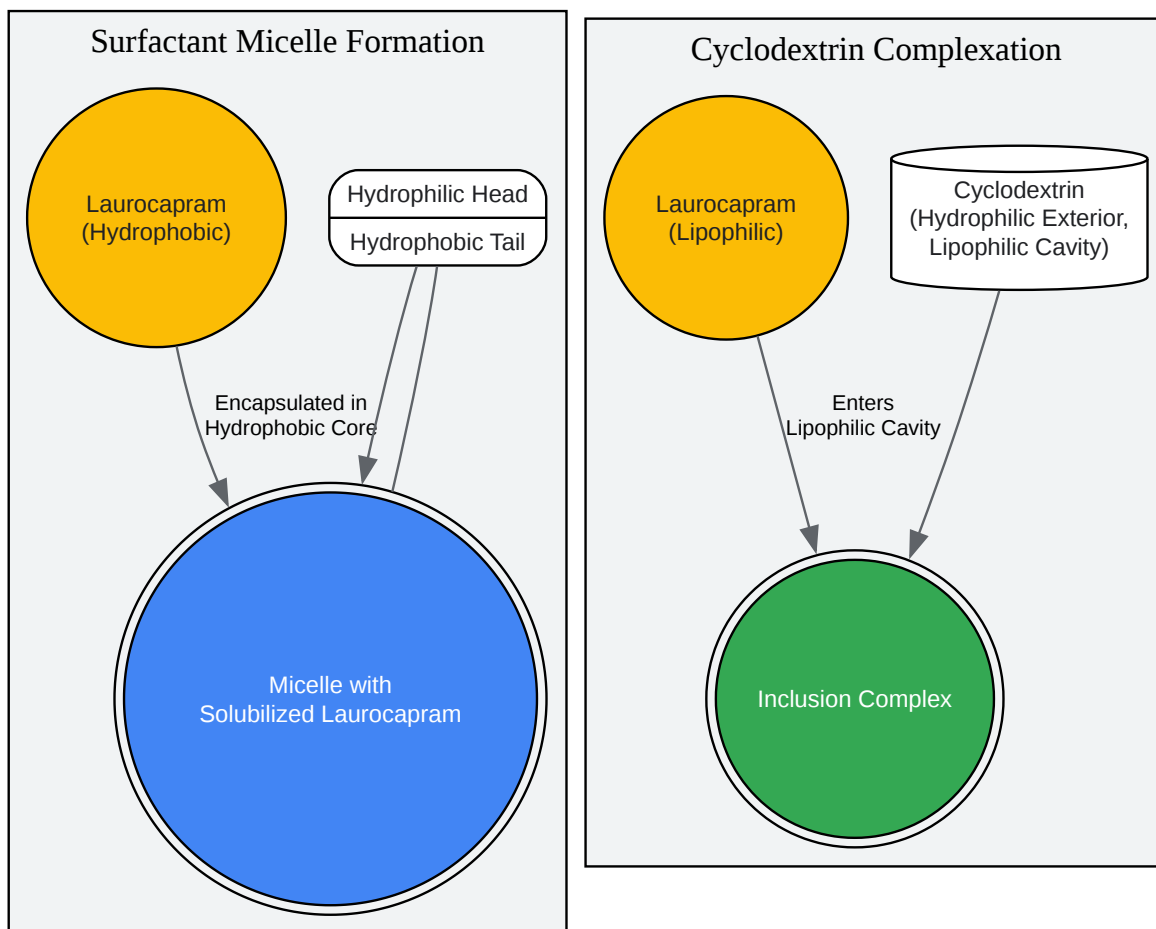 Surfactant Micelle Formation
Laurocapram
(Hydrophobic)
Hydrophilic Head
Hydrophobic Tail
Encapsulated in
Hydrophobic Core
Micelle with
Solubilized Laurocapram
Cyclodextrin Complexation
Laurocapram
(Lipophilic)
Cyclodextrin
(Hydrophilic Exterior,
Lipophilic Cavity)
Enters
Lipophilic Cavity
Inclusion Complex